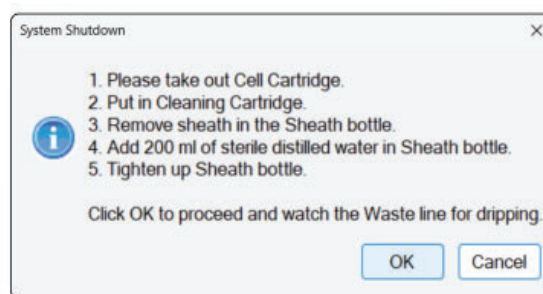 System Shutdown
1. Please take out Cell Cartridge.
2. Put in Cleaning Cartridge.
3. Remove sheath in the Sheath bottle.
4. Add 200 ml of sterile distilled water in Sheath bottle.
5. Tighten up Sheath bottle.
Click OK to proceed and watch the Waste line for dripping.
OK Cancel